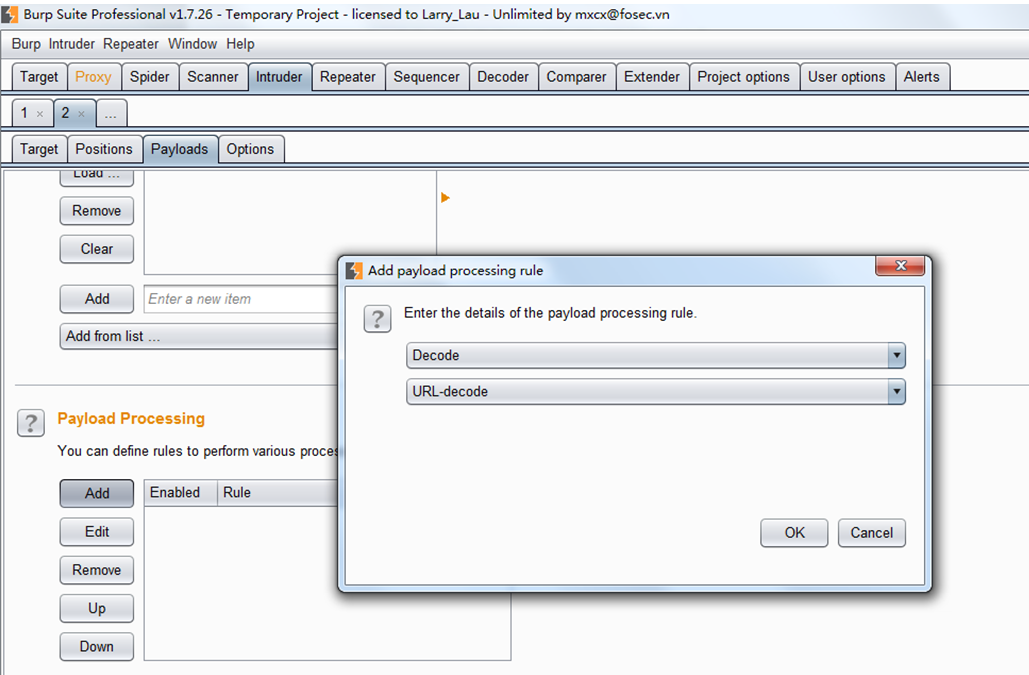 Burp Suite Professional v1.7.26 - Temporary Project - licensed to Larry_Lau - Unlimited by mxcx@fosec.vn
Burp Intruder Repeater Window Help
Target Proxy Spider Scanner Intruder Repeater Sequencer Decoder Comparer Extender Project options User options Alerts
1 × 2 × ...
Target Positions Payloads Options
Load ...
Remove
Clear
Add Enter a new item
Add from list ...
Add payload processing rule
? Enter the details of the payload processing rule.
Decode
URL-decode
OK Cancel
? Payload Processing
You can define rules to perform various proces
Add Enabled Rule
Edit
Remove
Up
Down